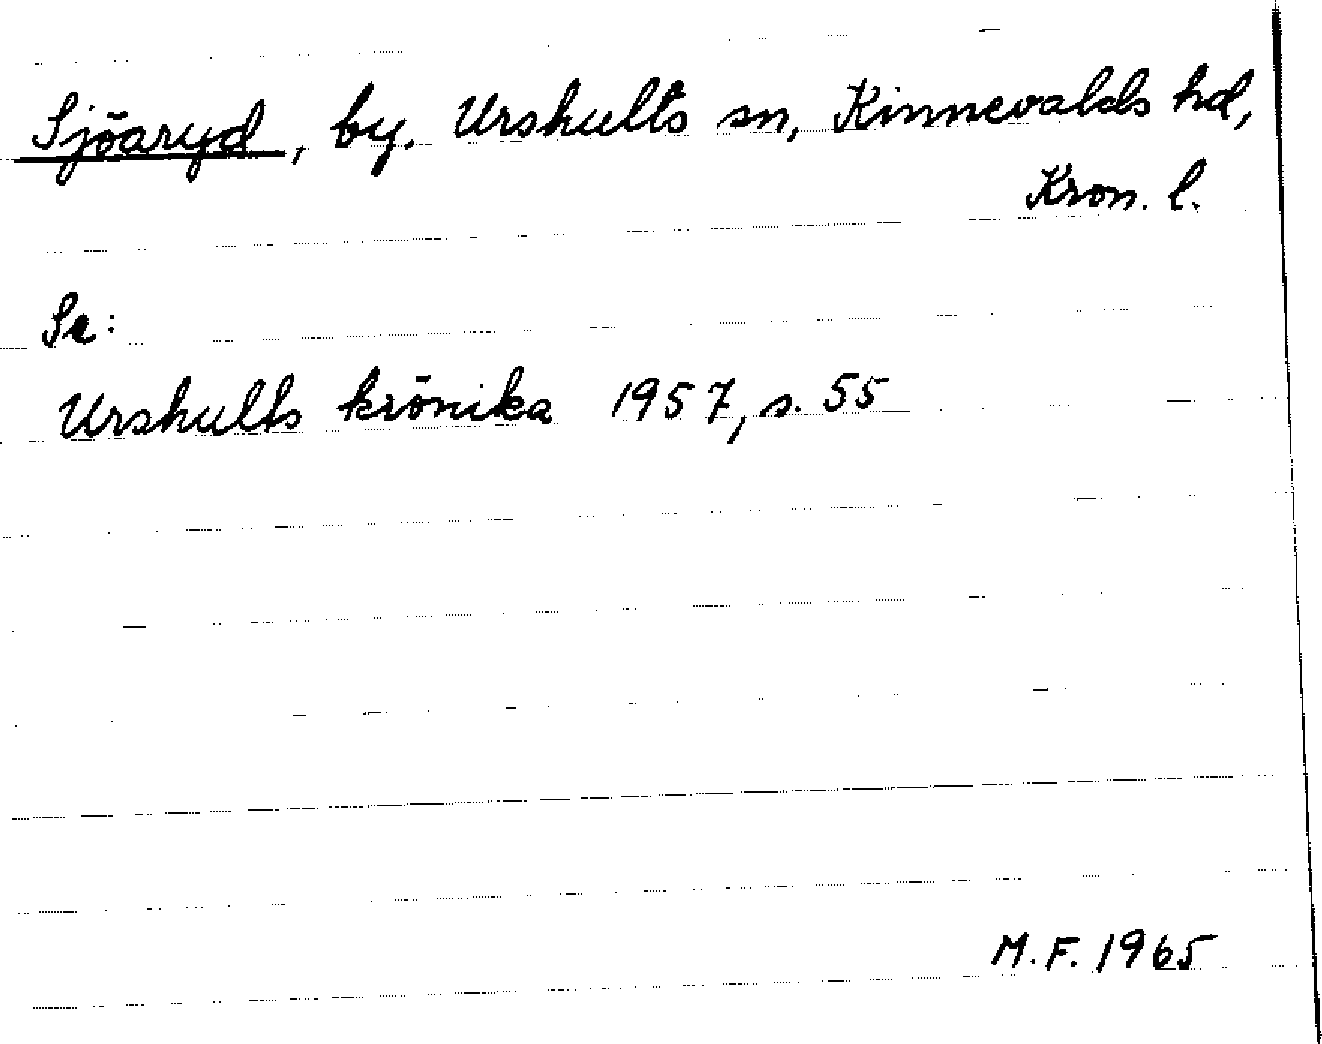 Sjöaryd, by. Urshults sn, Kinnevalds hd,
Kron. l.
Se:
Urshults krönika 1957, s. 55
M.F. 1965